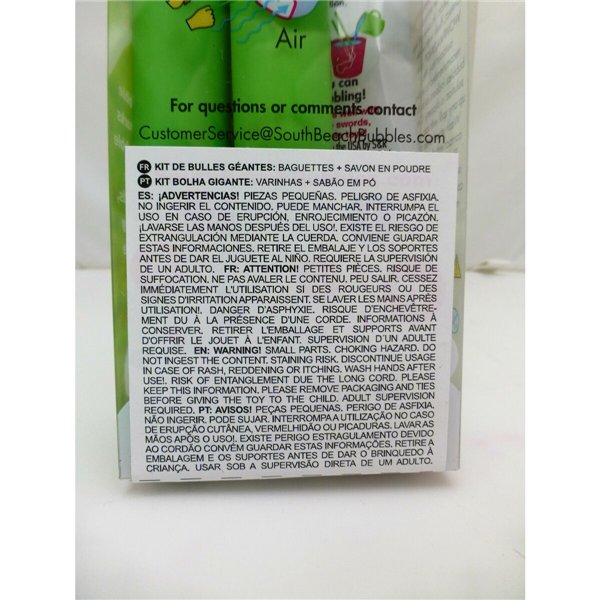 Air
can
bling!
swords,
the USA by S&K
For questions or comments contact
CustomerService@SouthBeachBubbles.com
FR KIT DE BULLES GÉANTES: BAGUETTES + SAVON EN POUDRE
PT KIT BOLHA GIGANTE: VARINHAS + SABÃO EM PÓ
ES: ¡ADVERTENCIAS! PIEZAS PEQUEÑAS. PELIGRO DE ASFIXIA.
NO INGERIR EL CONTENIDO. PUEDE MANCHAR. INTERRUMPA EL
USO EN CASO DE ERUPCIÓN, ENROJECIMIENTO O PICAZÓN.
¡LAVARSE LAS MANOS DESPUÉS DEL USO!. EXISTE EL RIESGO DE
EXTRANGULACIÓN MEDIANTE LA CUERDA. CONVIENE GUARDAR
ESTAS INFORMACIONES. RETIRE EL EMBALAJE Y LOS SOPORTES
ANTES DE DAR EL JUGUETE AL NIÑO. REQUIERE LA SUPERVISIÓN
DE UN ADULTO. FR: ATTENTION! PETITES PIÈCES. RISQUE DE
SUFFOCATION. NE PAS AVALER LE CONTENU. PEU SALIR. CESSEZ
IMMÉDIATEMENT L'UTILISATION SI DES ROUGEURS OU DES
SIGNES D'IRRITATION APPARAISSENT. SE LAVER LES MAINS APRÈS
UTILISATION!. DANGER D'ASPHYXIE. RISQUE D'ENCHEVÊTRE-
MENT DU À LA PRÉSENCE D'UNE CORDE. INFORMATIONS À
CONSERVER. RETIRER L'EMBALLAGE ET SUPPORTS AVANT
D'OFFRIR LE JOUET À L'ENFANT. SUPERVISION D'UN ADULTE
REQUISE. EN: WARNING! SMALL PARTS. CHOKING HAZARD. DO
NOT INGEST THE CONTENT. STAINING RISK. DISCONTINUE USAGE
IN CASE OF RASH, REDDENING OR ITCHING. WASH HANDS AFTER
USE!. RISK OF ENTANGLEMENT DUE THE LONG CORD. PLEASE
KEEP THIS INFORMATION. PLEASE REMOVE PACKAGING AND TIES
BEFORE GIVING THE TOY TO THE CHILD. ADULT SUPERVISION
REQUIRED. PT: AVISOS! PEÇAS PEQUENAS. PERIGO DE ASFIXIA.
NÃO INGERIR. PODE SUJAR. INTERROMPA A UTILIZAÇÃO NO CASO
DE ERUPÇÃO CUTÂNEA, VERMELHIDÃO OU PICADURAS. LAVAR AS
MÃOS APÓS O USO!. EXISTE PERIGO ESTRAGULAMENTO DEVIDO
AO CORDÃO CONVÉM GUARDAR ESTAS INFORMAÇÕES. RETIRE A
EMBALAGEM E OS SUPORTES ANTES DE DAR O BRINQUEDO À
CRIANÇA. USAR SOB A SUPERVISÃO DIRETA DE UM ADULTO.